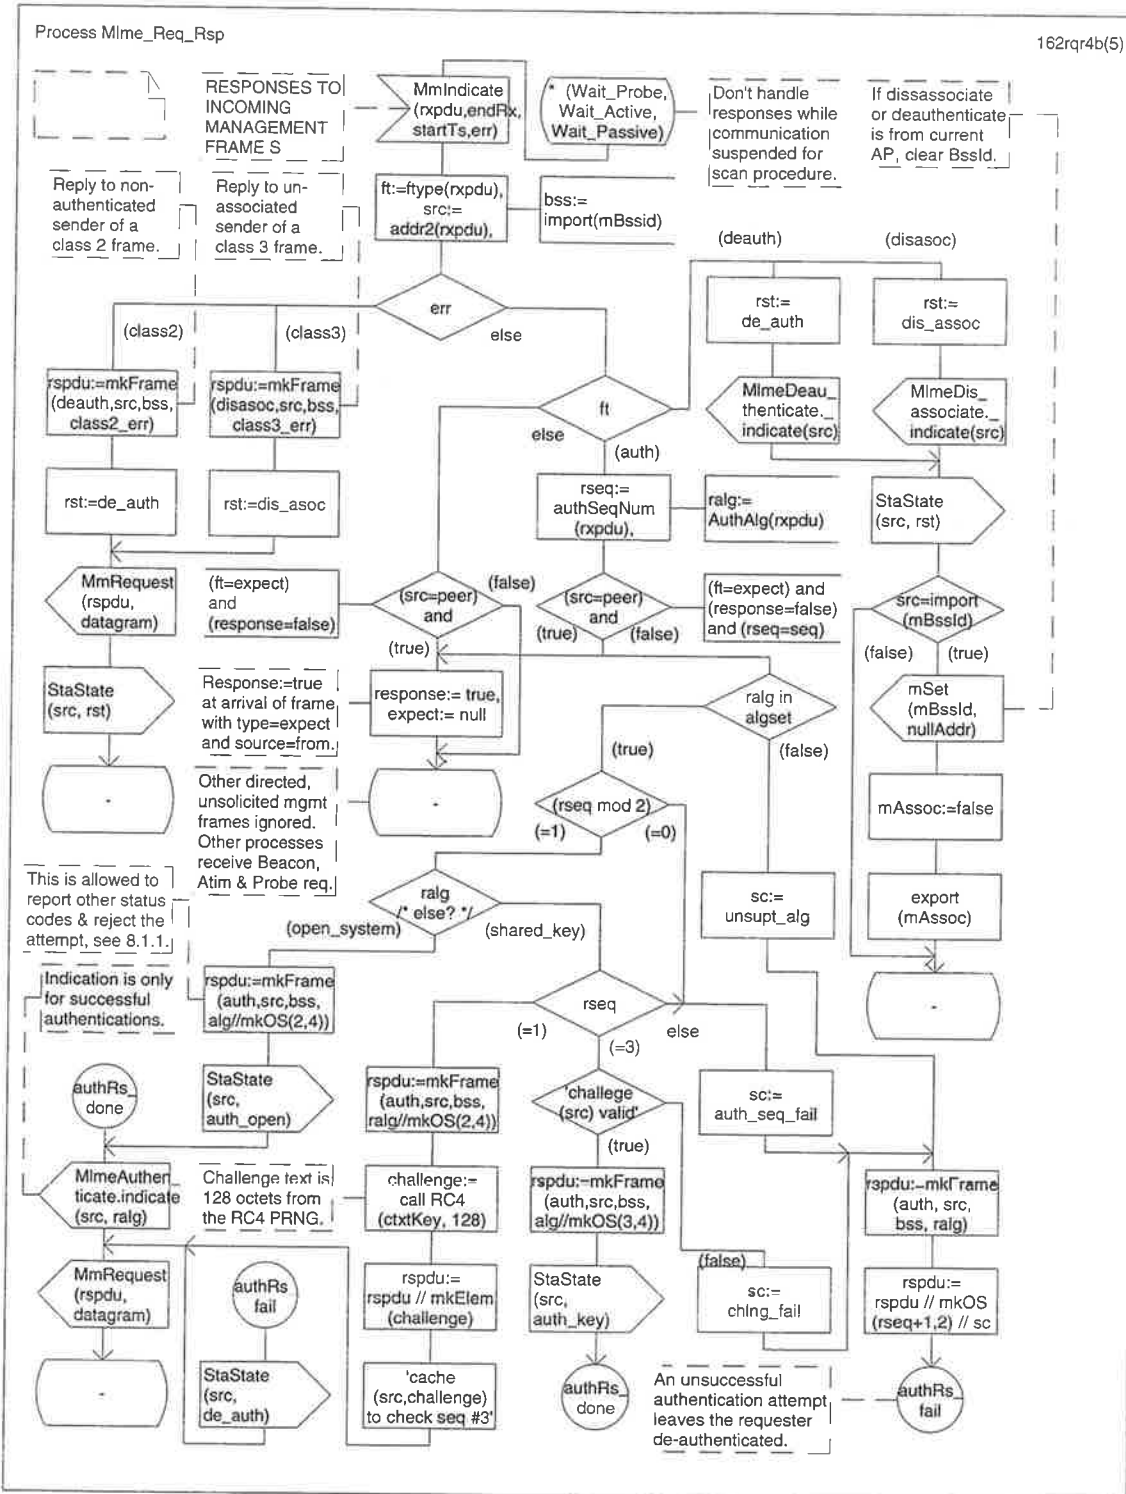 Process Mlme_Req_Rsp
162rqr4b(5)
RESPONSES TO
INCOMING
MANAGEMENT
FRAME S
MmIndicate
(rxpdu,endRx,
startTs,err)
* (Wait_Probe,
Wait_Active,
Wait_Passive)
Don't handle
responses while
communication
suspended for
scan procedure.
If dissassociate
or deauthenticate
is from current
AP, clear BssId.
Reply to non-
authenticated
sender of a
class 2 frame.
Reply to un-
associated
sender of a
class 3 frame.
ft:=ftype(rxpdu),
src:=
addr2(rxpdu),
bss:=
import(mBssid)
(deauth)
(disasoc)
err
(class2)
(class3)
else
rst:=
de_auth
rst:=
dis_assoc
rspdu:=mkFrame
(deauth,src,bss,
class2_err)
rspdu:=mkFrame
(disasoc,src,bss,
class3_err)
ft
else
(auth)
MlmeDeau_
thenticate._
indicate(src)
MlmeDis_
associate._
indicate(src)
rst:=de_auth
rst:=dis_asoc
rseq:=
authSeqNum
(rxpdu),
ralg:=
AuthAlg(rxpdu)
StaState
(src, rst)
MmRequest
(rspdu,
datagram)
(ft=expect)
and
(response=false)
(src=peer)
and
(false)
(true)
(src=peer)
and
(true)
(false)
(ft=expect) and
(response=false)
and (rseq=seq)
src=import
(mBssId)
(false)
(true)
StaState
(src, rst)
Response:=true
at arrival of frame
with type=expect
and source=from.
response:= true,
expect:= null
ralg in
algset
(true)
(false)
mSet
(mBssId,
nullAddr)
-
Other directed,
unsolicited mgmt
frames ignored.
Other processes
receive Beacon,
Atim & Probe req.
-
(rseq mod 2)
(=1)
(=0)
mAssoc:=false
This is allowed to
report other status
codes & reject the
attempt, see 8.1.1.
ralg
/* else? */
(open_system)
(shared_key)
sc:=
unsupt_alg
export
(mAssoc)
Indication is only
for successful
authentications.
rspdu:=mkFrame
(auth,src,bss,
alg//mkOS(2,4))
rseq
(=1)
(=3)
else
-
authRs_
done
StaState
(src,
auth_open)
rspdu:=mkFrame
(auth,src,bss,
ralg//mkOS(2,4))
'challege
(src) valid'
(true)
sc:=
auth_seq_fail
MlmeAuthen_
ticate.indicate
(src, ralg)
Challenge text is
128 octets from
the RC4 PRNG.
challenge:=
call RC4
(ctxtKey, 128)
rspdu:=mkFrame
(auth,src,bss,
alg//mkOS(3,4))
rspdu:=mkFrame
(auth, src,
bss, ralg)
(false)
MmRequest
(rspdu,
datagram)
authRs
fail
rspdu:=
rspdu // mkElem
(challenge)
StaState
(src,
auth_key)
sc:=
chlng_fail
rspdu:=
rspdu // mkOS
(rseq+1,2) // sc
-
StaState
(src,
de_auth)
'cache
(src,challenge)
to check seq #3'
authRs_
done
An unsuccessful
authentication attempt
leaves the requester
de-authenticated.
authRs_
fail